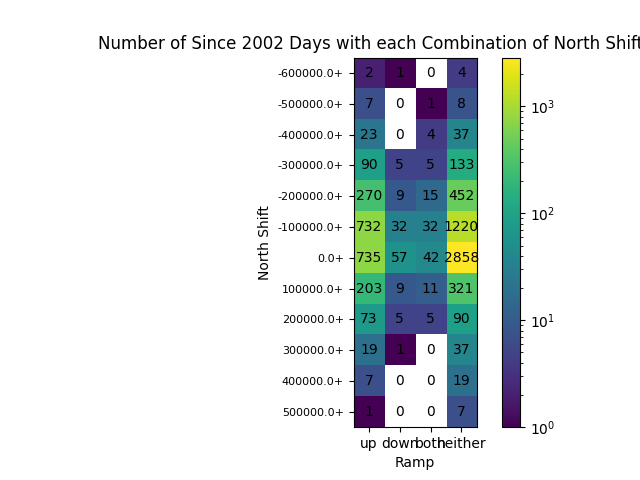 Number of Since 2002 Days with each Combination of North Shift
-600000.0+ 2 1 0 4
-500000.0+ 7 0 1 8
-400000.0+ 23 0 4 37
-300000.0+ 90 5 5 133
-200000.0+ 270 9 15 452
-100000.0+ 732 32 32 1220
0.0+ 735 57 42 2858
100000.0+ 203 9 11 321
200000.0+ 73 5 5 90
300000.0+ 19 1 0 37
400000.0+ 7 0 0 19
500000.0+ 1 0 0 7
up down both neither
Ramp
North Shift
10³
10²
10¹
10⁰